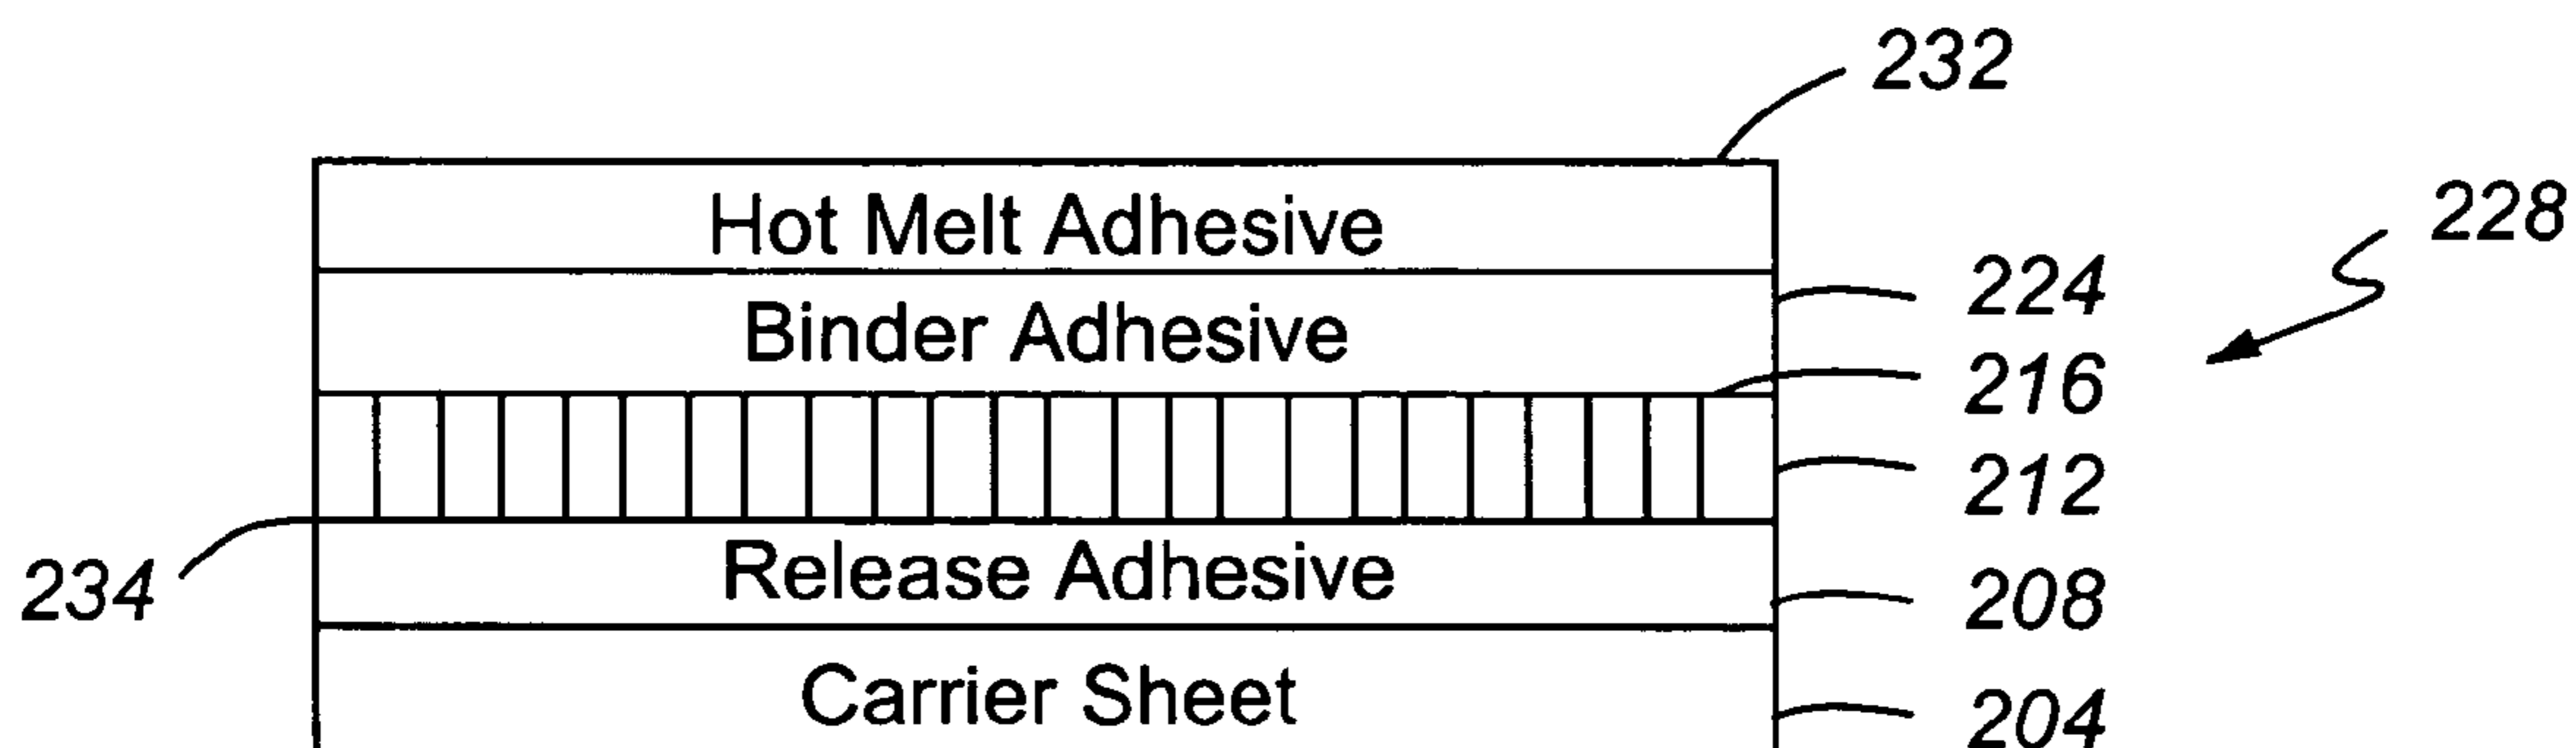 232
Hot Melt Adhesive
228
224
Binder Adhesive
216
212
234
Release Adhesive
208
Carrier Sheet
204